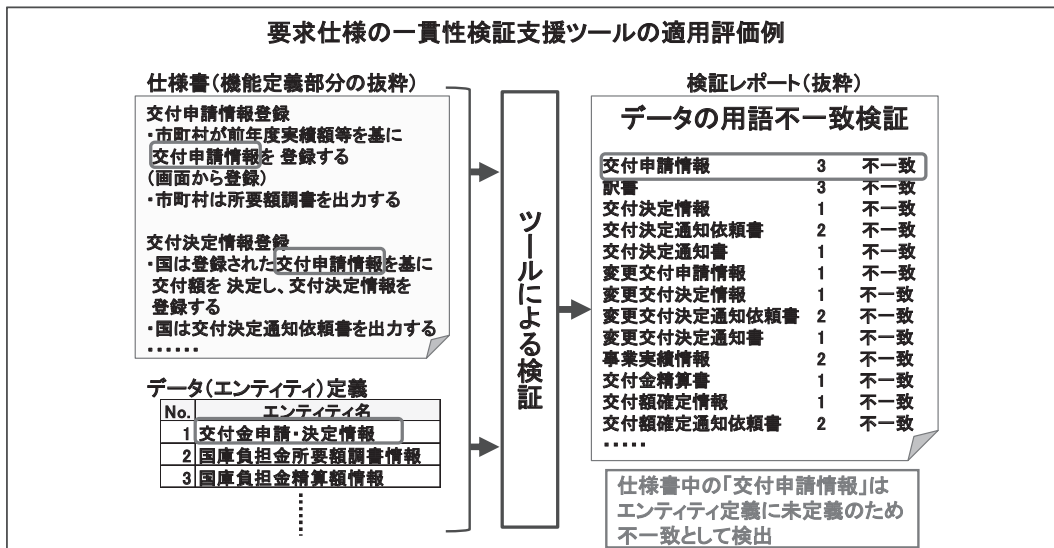 要求仕様の一貫性検証支援ツールの適用評価例
仕様書(機能定義部分の抜粋)
交付申請情報登録
・市町村が前年度実績額等を基に
交付申請情報を 登録する
(画面から登録)
・市町村は所要額調書を出力する
交付決定情報登録
・国は登録された交付申請情報を基に
交付額を 決定し、交付決定情報を
登録する
・国は交付決定通知依頼書を出力する
・・・・・・
データ(エンティティ)定義
No. エンティティ名
1 交付金申請・決定情報
2 国庫負担金所要額調書情報
3 国庫負担金精算額情報
ツールによる検証
検証レポート(抜粋)
データの用語不一致検証
交付申請情報 3 不一致
訳書 3 不一致
交付決定情報 1 不一致
交付決定通知依頼書 2 不一致
交付決定通知書 1 不一致
変更交付申請情報 1 不一致
変更交付決定情報 1 不一致
変更交付決定通知依頼書 2 不一致
変更交付決定通知書 1 不一致
事業実績情報 2 不一致
交付金精算書 1 不一致
交付額確定情報 1 不一致
交付額確定通知依頼書 2 不一致
・・・・・
仕様書中の「交付申請情報」は
エンティティ定義に未定義のため
不一致として検出